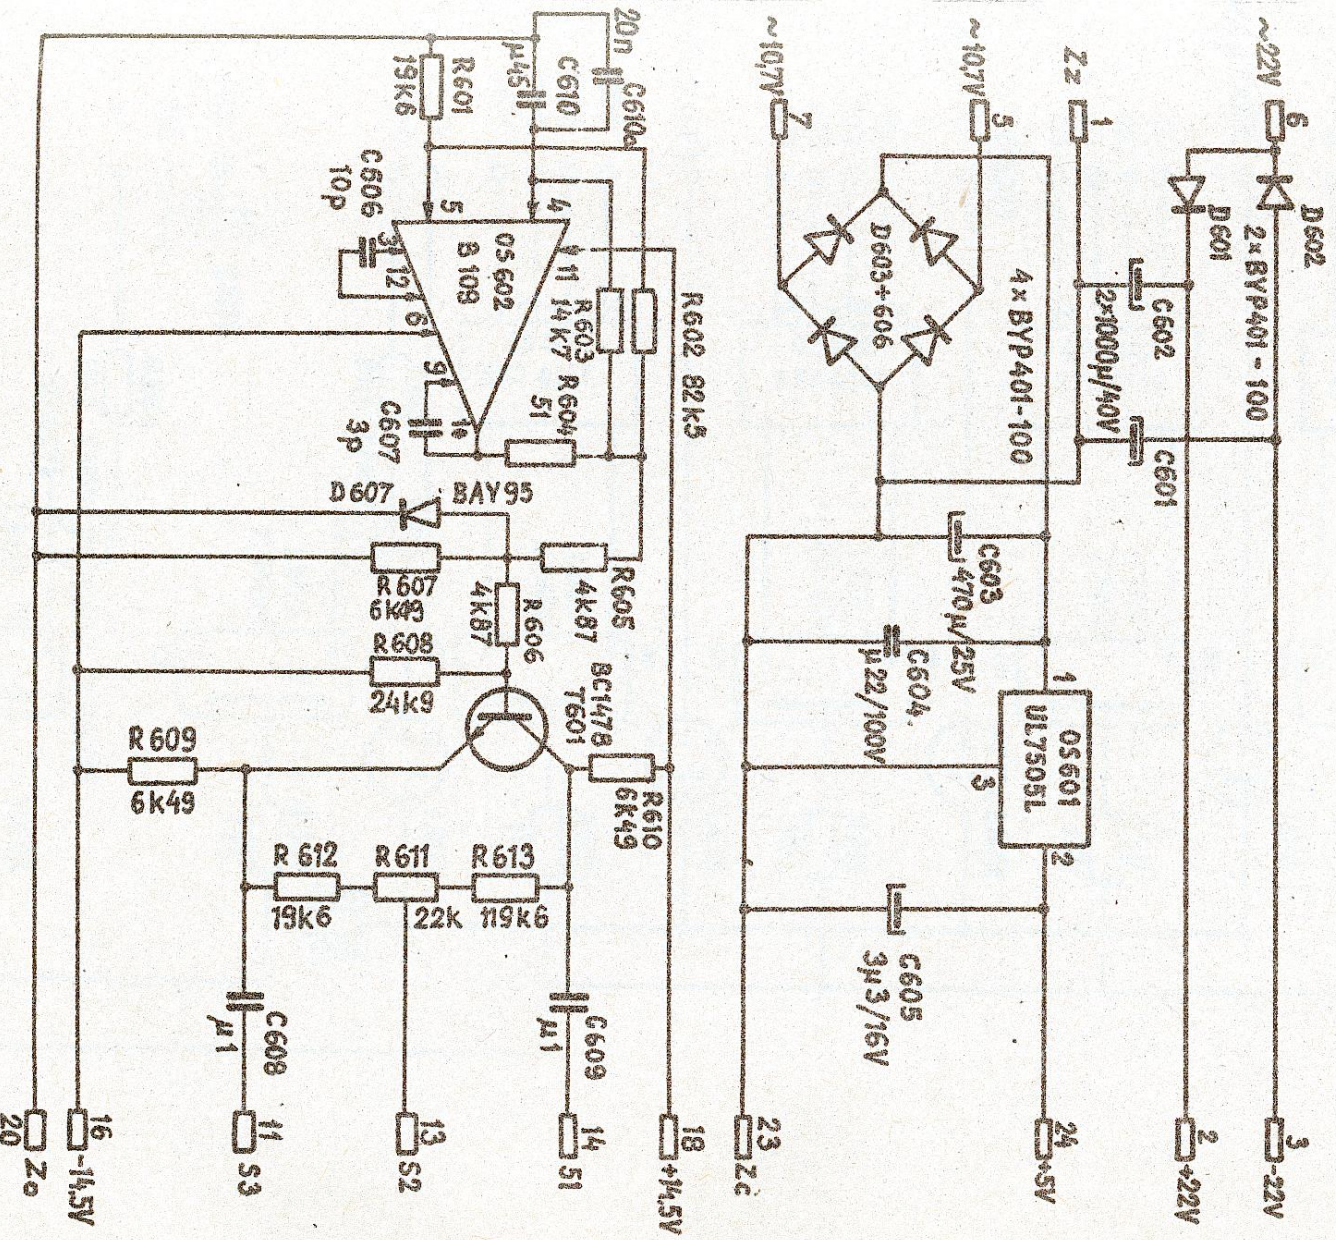 ~22V
6
D602
D601
2×BYP401-100
Zz
1
C602
2×1000μ/40V
C601
3
-22V
2
+22V
~10,7V
5
~10,7V
7
D603÷606
4×BYP401-100
C603
470μ/25V
C604
μ22/100V
1
OS601
UL7505L
3
2
C605
3μ3/16V
24
+5V
23
Zc
20n
C610a
C610
μ45
R601
19k6
C606
10p
5
4
3
12
6
9
10
11
OS602
B109
R602 82k5
R603
14k7
R604
51
C607
3p
D607
BAY95
R607
6k49
R605
4k87
R606
4k87
R608
24k9
BC147B
T601
R609
6k49
R610
6k49
R612
19k6
R611
22k
R613
119k6
C608
μ1
C609
μ1
18
+14,5V
14
S1
13
S2
11
S3
16
-14,5V
20
Zo